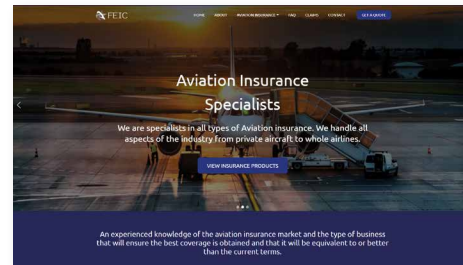 FEIC
HOME ABOUT AVIATION INSURANCE FAQ CLAIMS CONTACT GET A QUOTE
Aviation Insurance
Specialists
We are specialists in all types of Aviation insurance. We handle all
aspects of the industry from private aircraft to whole airlines.
VIEW INSURANCE PRODUCTS
An experienced knowledge of the aviation insurance market and the type of business
that will ensure the best coverage is obtained and that it will be equivalent to or better
than the current terms.